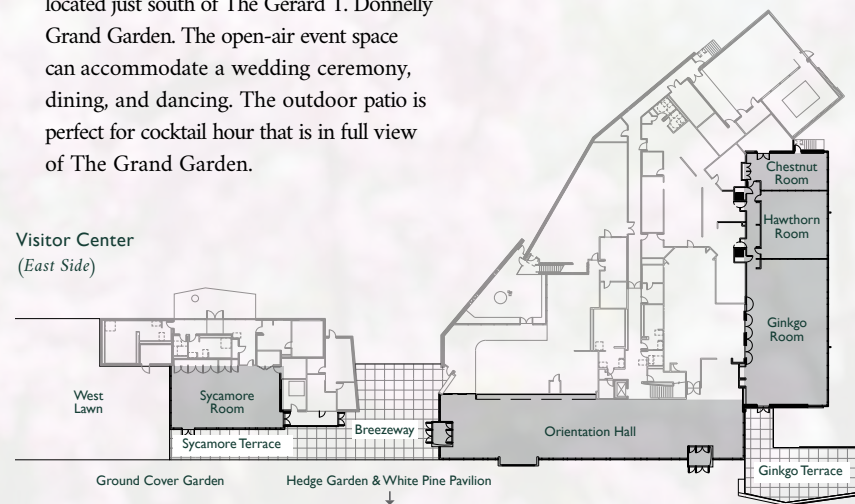 located just south of The Gerard T. Donnelly
Grand Garden. The open-air event space
can accommodate a wedding ceremony,
dining, and dancing. The outdoor patio is
perfect for cocktail hour that is in full view
of The Grand Garden.
Visitor Center
(East Side)
Chestnut
Room
Hawthorn
Room
Ginkgo
Room
West
Lawn
Sycamore
Room
Sycamore Terrace
Breezeway
Orientation Hall
Ginkgo Terrace
Ground Cover Garden
Hedge Garden & White Pine Pavilion